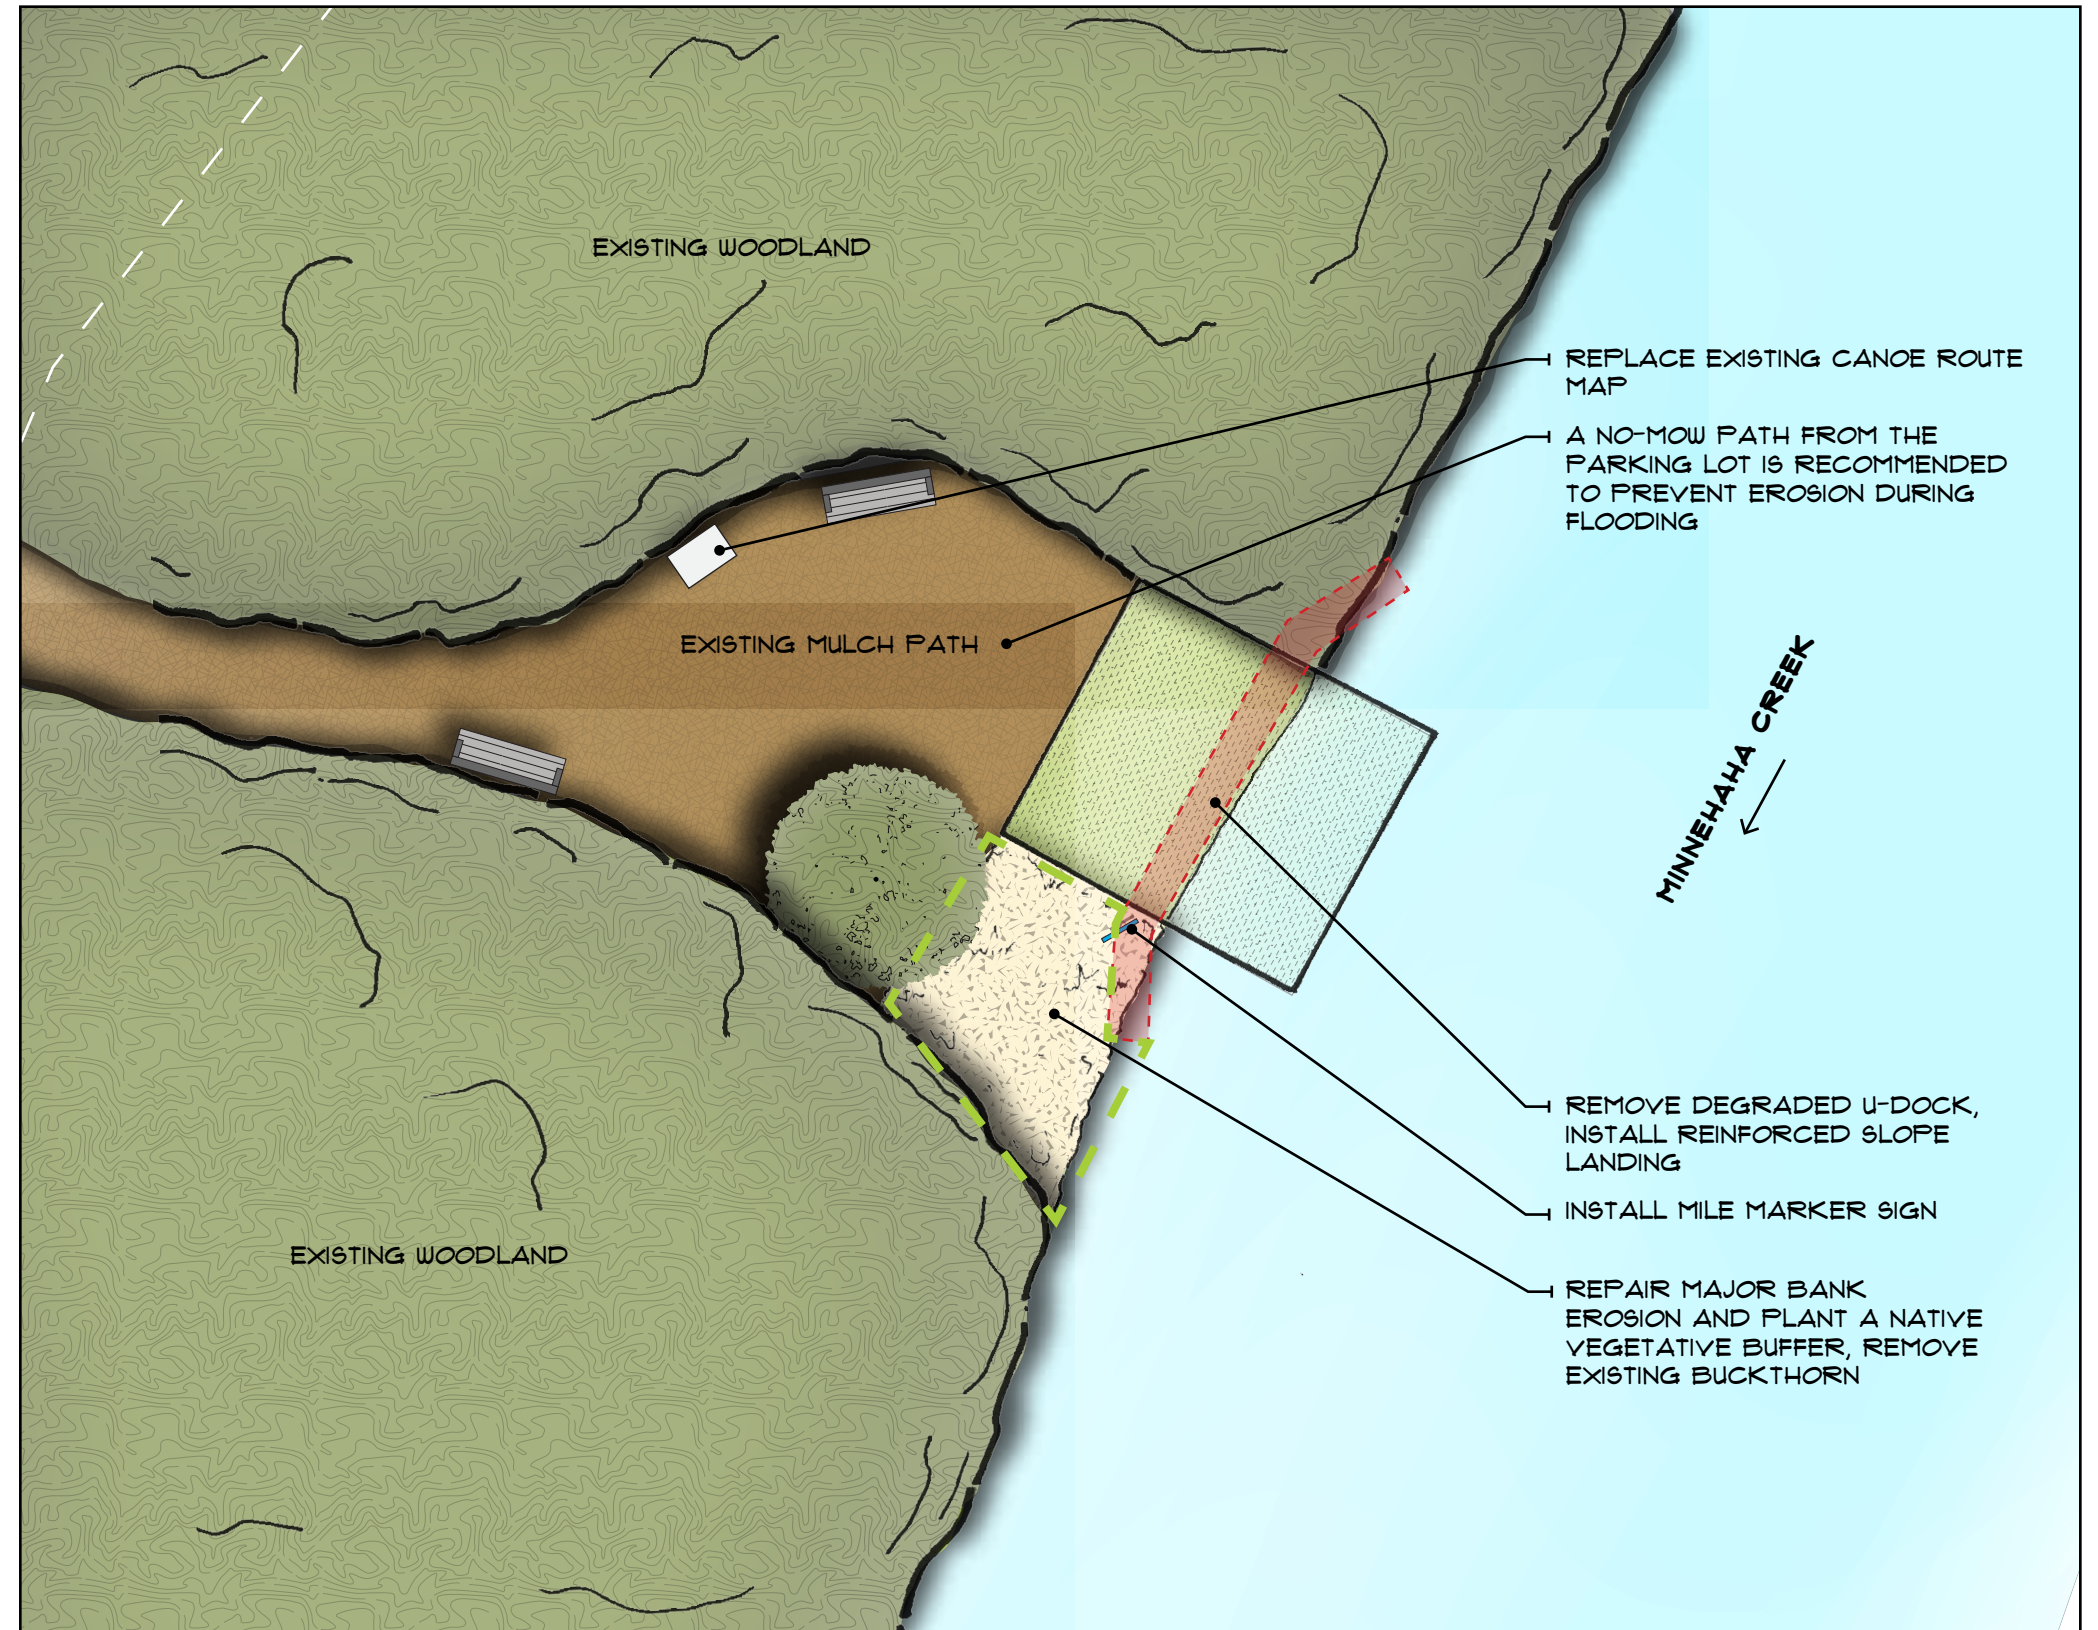 EXISTING WOODLAND
REPLACE EXISTING CANOE ROUTE
MAP
A NO-MOW PATH FROM THE
PARKING LOT IS RECOMMENDED
TO PREVENT EROSION DURING
FLOODING
EXISTING MULCH PATH
MINNEHAHA CREEK
REMOVE DEGRADED U-DOCK,
INSTALL REINFORCED SLOPE
LANDING
INSTALL MILE MARKER SIGN
EXISTING WOODLAND
REPAIR MAJOR BANK
EROSION AND PLANT A NATIVE
VEGETATIVE BUFFER, REMOVE
EXISTING BUCKTHORN